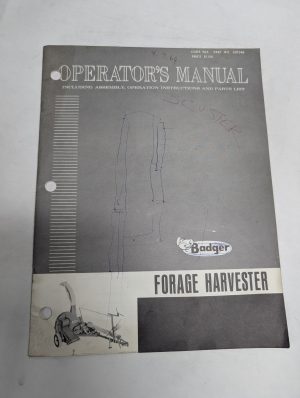 OPERATOR'S MANUAL
INCLUDING ASSEMBLY, OPERATION INSTRUCTIONS AND PARTS LIST
Badger
FORAGE HARVESTER